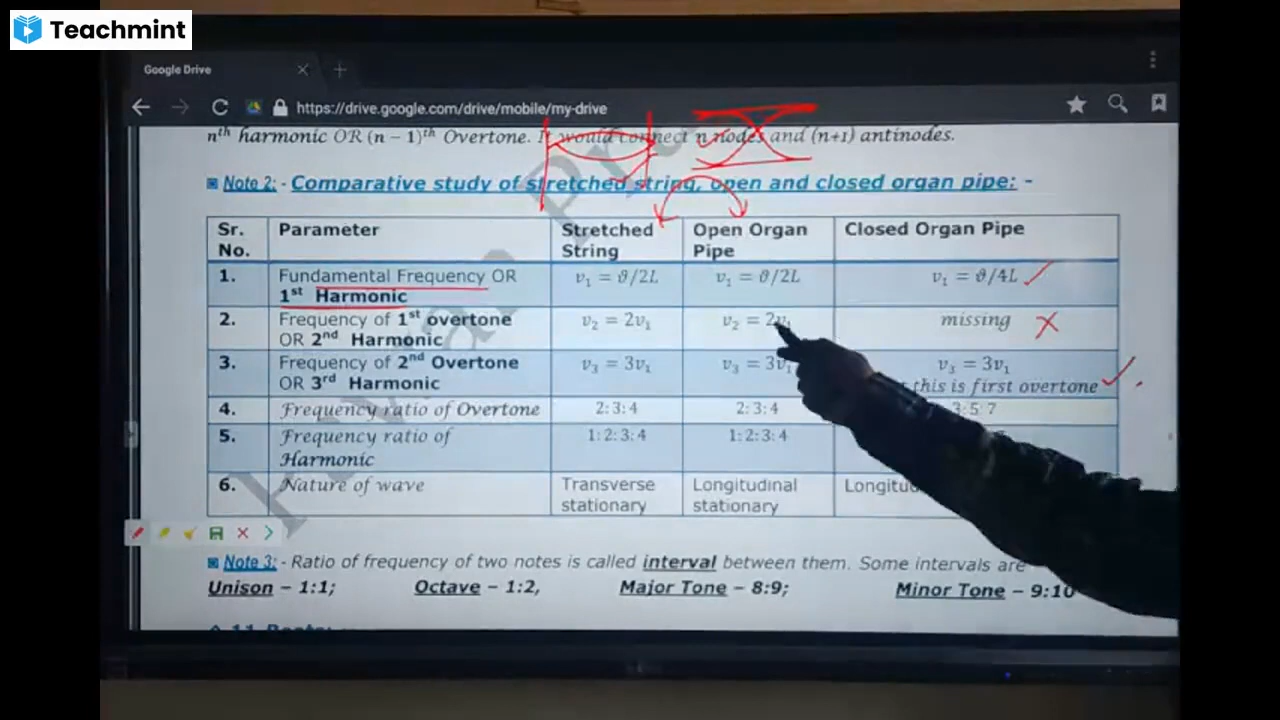 Teachmint
Google Drive
https://drive.google.com/drive/mobile/my-drive
nᵗʰ harmonic OR (n − 1)ᵗʰ Overtone. It would connect n nodes and (n+1) antinodes.
Note 2: - Comparative study of stretched string, open and closed organ pipe: -
Sr. No. Parameter Stretched String Open Organ Pipe Closed Organ Pipe
1. Fundamental Frequency OR 1ˢᵗ Harmonic ν₁ = ϑ/2L ν₁ = ϑ/2L ν₁ = ϑ/4L
2. Frequency of 1ˢᵗ overtone OR 2ⁿᵈ Harmonic ν₂ = 2ν₁ ν₂ = 2ν₁ missing
3. Frequency of 2ⁿᵈ Overtone OR 3ʳᵈ Harmonic ν₃ = 3ν₁ ν₃ = 3ν₁ ν₃ = 3ν₁ this is first overtone
4. Frequency ratio of Overtone 2: 3: 4 2: 3: 4 3: 5: 7
5. Frequency ratio of Harmonic 1: 2: 3: 4 1: 2: 3: 4
6. Nature of wave Transverse stationary Longitudinal stationary
Note 3: - Ratio of frequency of two notes is called interval between them. Some intervals are
Unison – 1:1; Octave – 1:2, Major Tone – 8:9; Minor Tone – 9:10